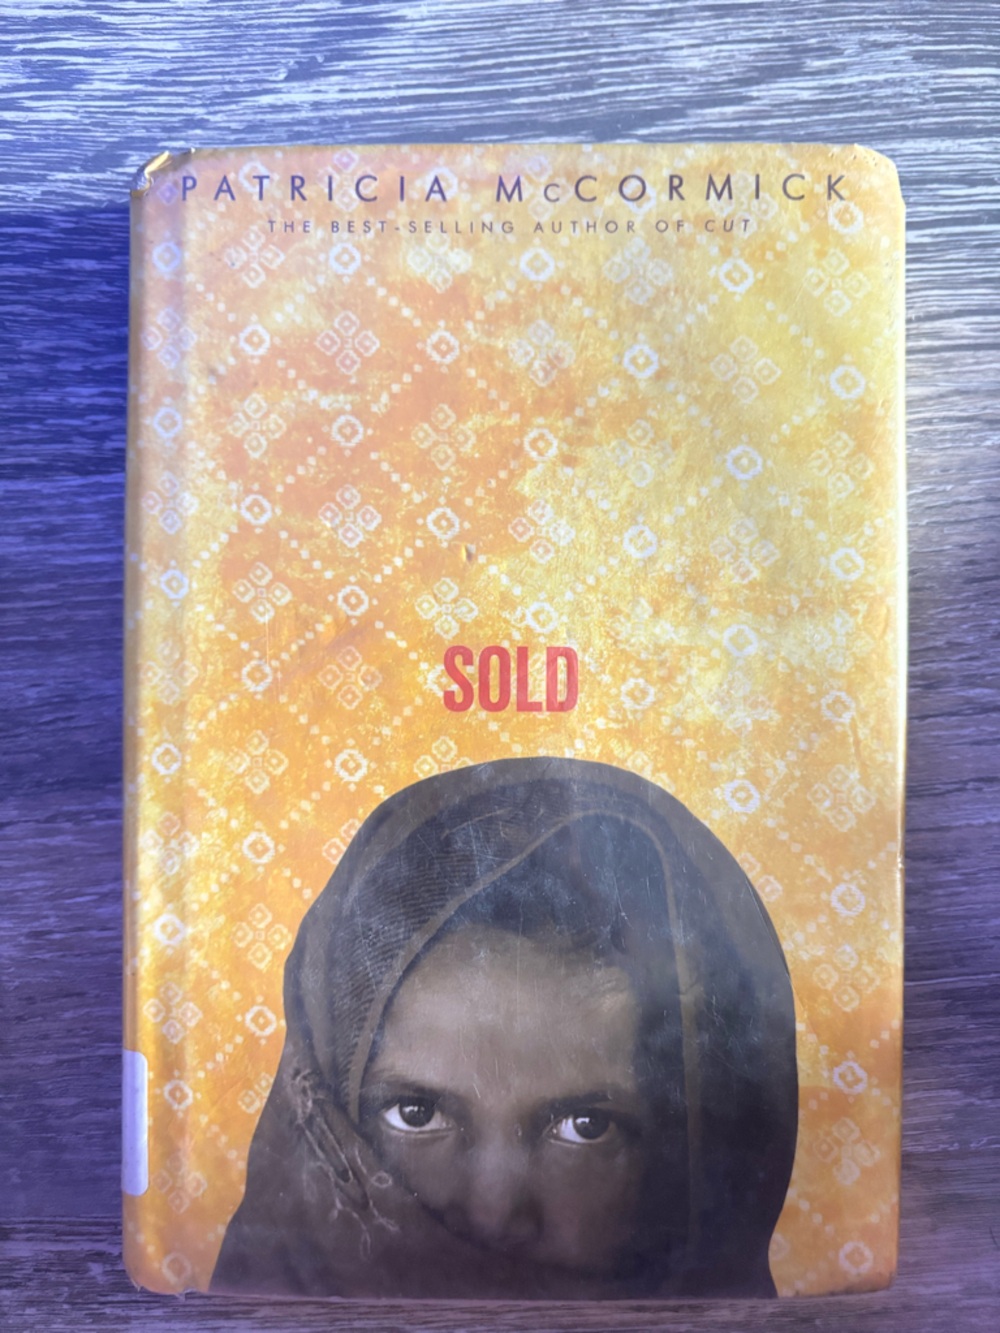 PATRICIA McCORMICK
THE BEST-SELLING AUTHOR OF CUT
SOLD